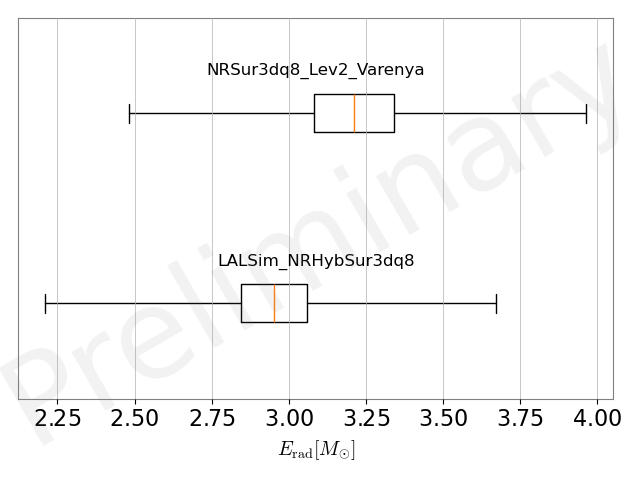 NRSur3dq8_Lev2_Varenya
LALSim_NRHybSur3dq8
Preliminary
2.25 2.50 2.75 3.00 3.25 3.50 3.75 4.00
E_rad[M_⊙]